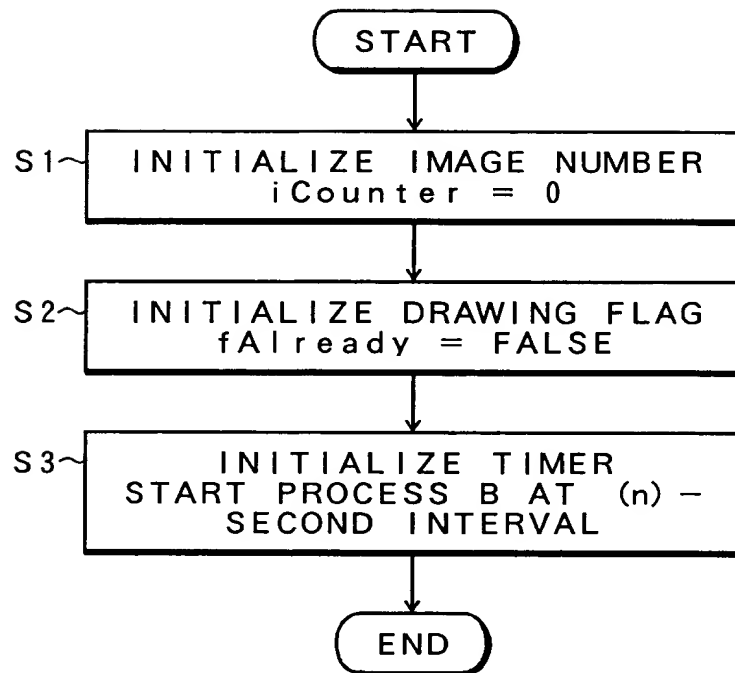 START
S1~ INITIALIZE IMAGE NUMBER
iCounter = 0
S2~ INITIALIZE DRAWING FLAG
fAlready = FALSE
S3~ INITIALIZE TIMER
START PROCESS B AT (n)-
SECOND INTERVAL
END